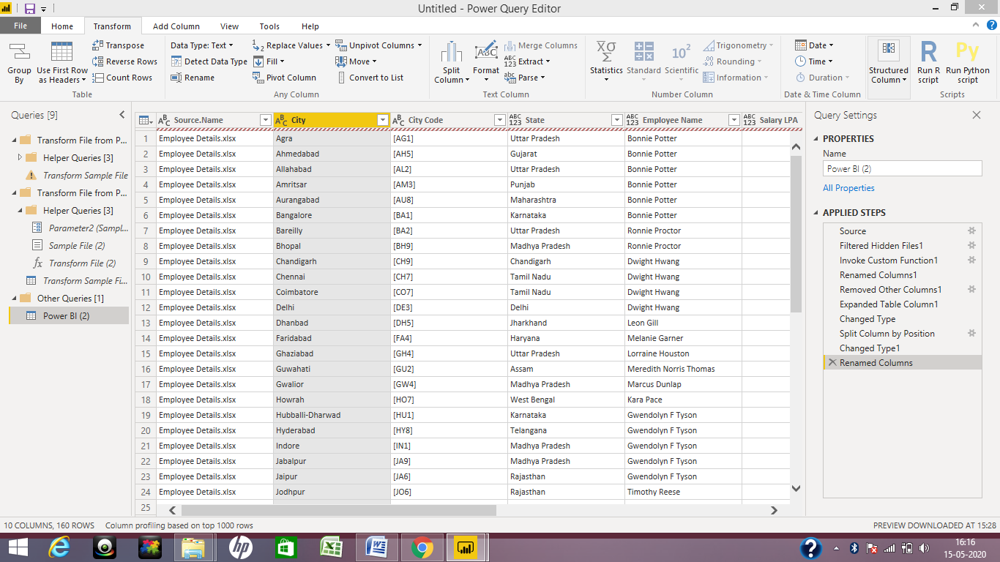 Untitled - Power Query Editor
File Home Transform Add Column View Tools Help
Group By
Use First Row as Headers
Transpose
Reverse Rows
Count Rows
Table
Data Type: Text
Detect Data Type
Rename
Replace Values
Fill
Pivot Column
Unpivot Columns
Move
Convert to List
Any Column
Split Column
Format
Merge Columns
Extract
Parse
Text Column
Statistics
Standard
Scientific
Trigonometry
Rounding
Information
Number Column
Date
Time
Duration
Date & Time Column
Structured Column
Run R script
Run Python script
Scripts
Queries [9]
Transform File from P...
Helper Queries [3]
Transform Sample File
Transform File from P...
Helper Queries [3]
Parameter2 (Sampl...
Sample File (2)
Transform File (2)
Transform Sample Fi...
Other Queries [1]
Power BI (2)
Source.Name City City Code State Employee Name Salary LPA
1 Employee Details.xlsx Agra [AG1] Uttar Pradesh Bonnie Potter
2 Employee Details.xlsx Ahmedabad [AH5] Gujarat Bonnie Potter
3 Employee Details.xlsx Allahabad [AL2] Uttar Pradesh Bonnie Potter
4 Employee Details.xlsx Amritsar [AM3] Punjab Bonnie Potter
5 Employee Details.xlsx Aurangabad [AU8] Maharashtra Bonnie Potter
6 Employee Details.xlsx Bangalore [BA1] Karnataka Bonnie Potter
7 Employee Details.xlsx Bareilly [BA2] Uttar Pradesh Ronnie Proctor
8 Employee Details.xlsx Bhopal [BH9] Madhya Pradesh Ronnie Proctor
9 Employee Details.xlsx Chandigarh [CH9] Chandigarh Dwight Hwang
10 Employee Details.xlsx Chennai [CH7] Tamil Nadu Dwight Hwang
11 Employee Details.xlsx Coimbatore [CO7] Tamil Nadu Dwight Hwang
12 Employee Details.xlsx Delhi [DE3] Delhi Dwight Hwang
13 Employee Details.xlsx Dhanbad [DH5] Jharkhand Leon Gill
14 Employee Details.xlsx Faridabad [FA4] Haryana Melanie Garner
15 Employee Details.xlsx Ghaziabad [GH4] Uttar Pradesh Lorraine Houston
16 Employee Details.xlsx Guwahati [GU2] Assam Meredith Norris Thomas
17 Employee Details.xlsx Gwalior [GW4] Madhya Pradesh Marcus Dunlap
18 Employee Details.xlsx Howrah [HO7] West Bengal Kara Pace
19 Employee Details.xlsx Hubballi-Dharwad [HU1] Karnataka Gwendolyn F Tyson
20 Employee Details.xlsx Hyderabad [HY8] Telangana Gwendolyn F Tyson
21 Employee Details.xlsx Indore [IN1] Madhya Pradesh Gwendolyn F Tyson
22 Employee Details.xlsx Jabalpur [JA9] Madhya Pradesh Gwendolyn F Tyson
23 Employee Details.xlsx Jaipur [JA6] Rajasthan Gwendolyn F Tyson
24 Employee Details.xlsx Jodhpur [JO6] Rajasthan Timothy Reese
25
Query Settings
PROPERTIES
Name
Power BI (2)
All Properties
APPLIED STEPS
Source
Filtered Hidden Files1
Invoke Custom Function1
Renamed Columns1
Removed Other Columns1
Expanded Table Column1
Changed Type
Split Column by Position
Changed Type1
Renamed Columns
10 COLUMNS, 160 ROWS Column profiling based on top 1000 rows
PREVIEW DOWNLOADED AT 15:28
16:16
15-05-2020